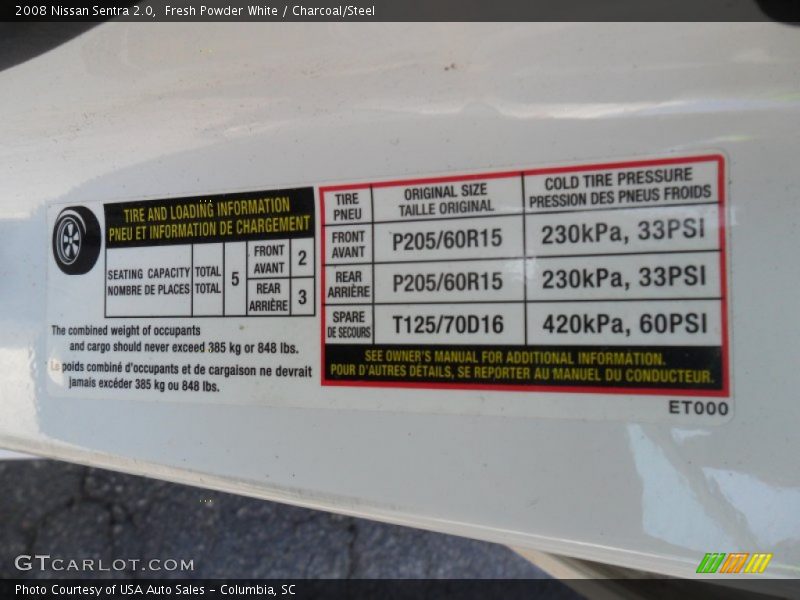 2008 Nissan Sentra 2.0,  Fresh Powder White / Charcoal/Steel
TIRE AND LOADING INFORMATION
PNEU ET INFORMATION DE CHARGEMENT
SEATING CAPACITY
NOMBRE DE PLACES
TOTAL
TOTAL
5
FRONT
AVANT
2
REAR
ARRIÈRE
3
The combined weight of occupants
and cargo should never exceed 385 kg or 848 lbs.
Le poids combiné d'occupants et de cargaison ne devrait
jamais excéder 385 kg ou 848 lbs.
TIRE
PNEU
ORIGINAL SIZE
TAILLE ORIGINAL
COLD TIRE PRESSURE
PRESSION DES PNEUS FROIDS
FRONT
AVANT
P205/60R15
230kPa, 33PSI
REAR
ARRIÈRE
P205/60R15
230kPa, 33PSI
SPARE
DE SECOURS
T125/70D16
420kPa, 60PSI
SEE OWNER'S MANUAL FOR ADDITIONAL INFORMATION.
POUR D'AUTRES DÉTAILS, SE REPORTER AU MANUEL DU CONDUCTEUR.
ET000
GTCARLOT.COM
Photo Courtesy of USA Auto Sales - Columbia, SC